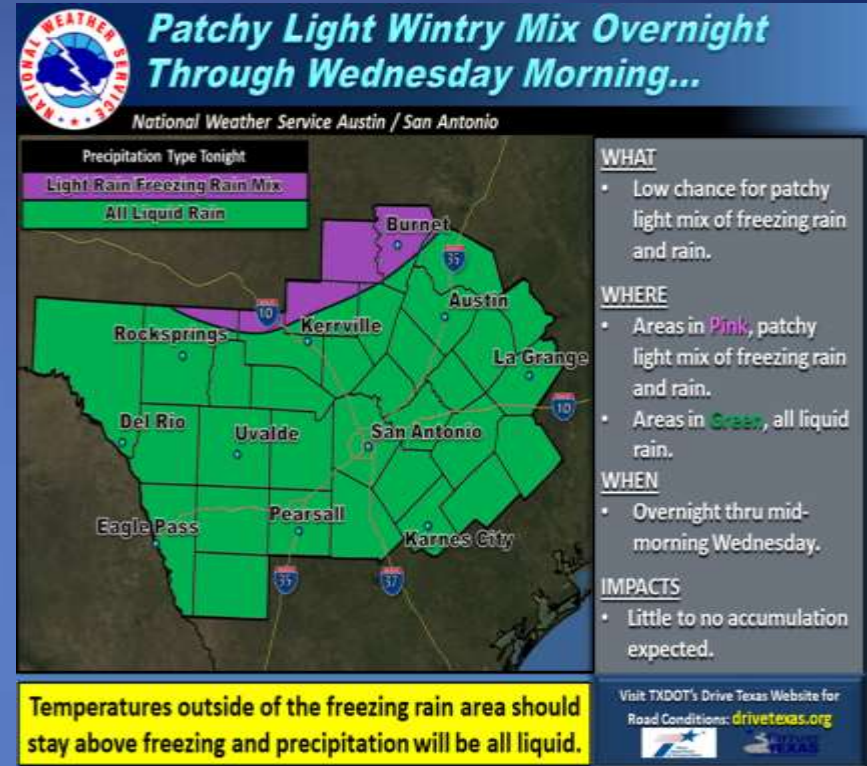 NATIONAL WEATHER SERVICE
Patchy Light Wintry Mix Overnight
Through Wednesday Morning...
National Weather Service Austin / San Antonio
Precipitation Type Tonight
Light Rain Freezing Rain Mix
All Liquid Rain
Burnet
35
Austin
10
Kerrville
Rocksprings
La Grange
10
Del Rio
Uvalde
San Antonio
Eagle Pass
Pearsall
Karnes City
35
37
WHAT
• Low chance for patchy
light mix of freezing rain
and rain.
WHERE
• Areas in Pink, patchy
light mix of freezing rain
and rain.
• Areas in Green, all liquid
rain.
WHEN
• Overnight thru mid-
morning Wednesday.
IMPACTS
• Little to no accumulation
expected.
Temperatures outside of the freezing rain area should
stay above freezing and precipitation will be all liquid.
Visit TXDOT's Drive Texas Website for
Road Conditions: drivetexas.org
TEXAS